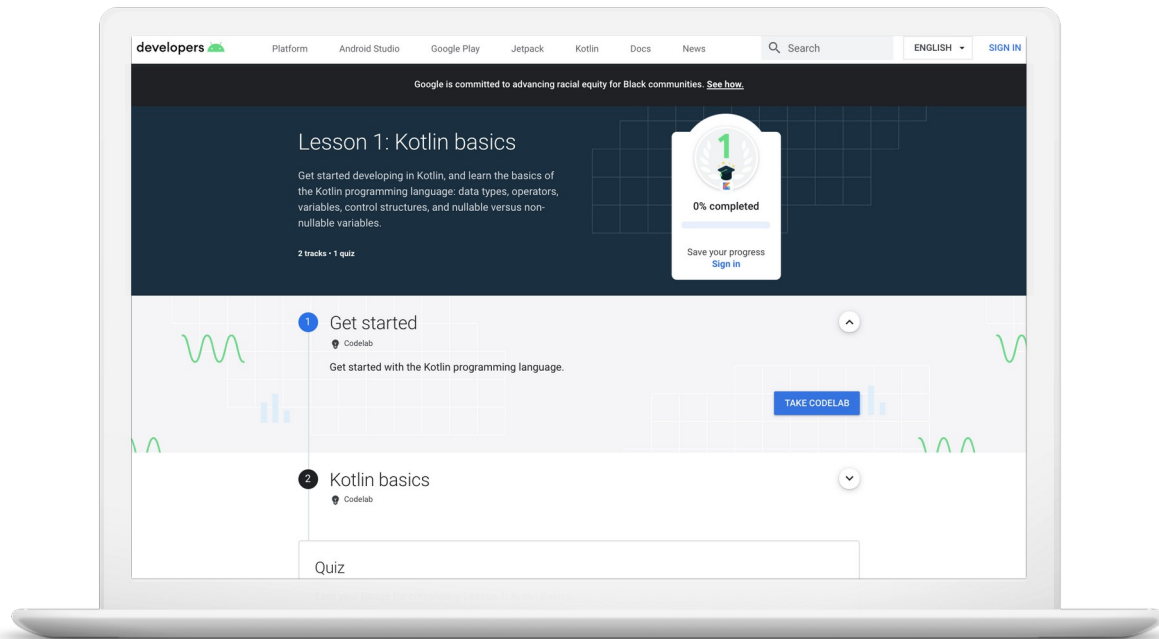 developers
Platform Android Studio Google Play Jetpack Kotlin Docs News Search ENGLISH SIGN IN
Google is committed to advancing racial equity for Black communities. See how.
Lesson 1: Kotlin basics
Get started developing in Kotlin, and learn the basics of
the Kotlin programming language: data types, operators,
variables, control structures, and nullable versus non-
nullable variables.
2 tracks • 1 quiz
1
0% completed
Save your progress
Sign in
1 Get started
Codelab
Get started with the Kotlin programming language.
TAKE CODELAB
2 Kotlin basics
Codelab
Quiz